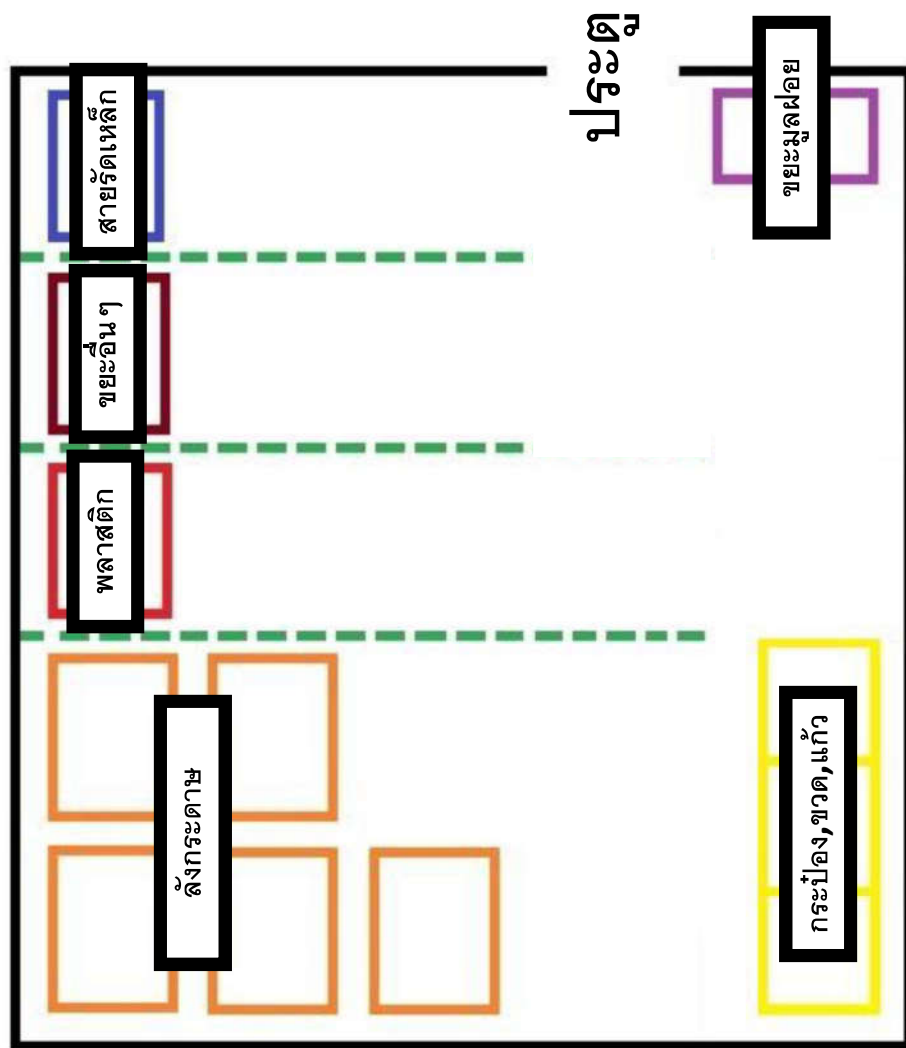 ประตู
ขยะมูลฝอย
สายรัดเหล็ก
ขยะอื่น ๆ
พลาสติก
ลังกระดาษ
กระป๋อง,ขวด,แก้ว